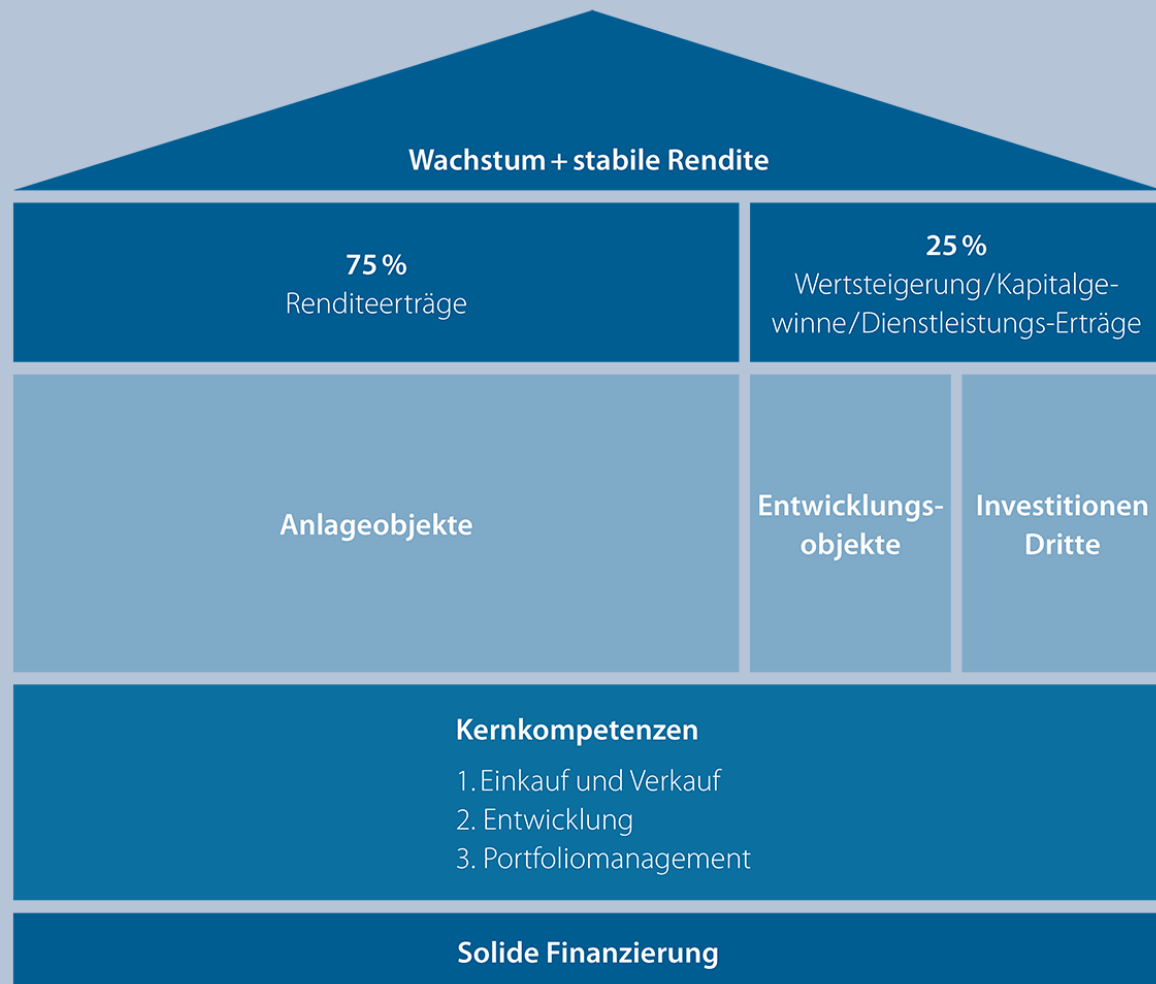 Wachstum + stabile Rendite
75 %
Renditeerträge
25 %
Wertsteigerung/Kapitalge-
winne/Dienstleistungs-Erträge
Anlageobjekte
Entwicklungs-
objekte
Investitionen
Dritte
Kernkompetenzen
1. Einkauf und Verkauf
2. Entwicklung
3. Portfoliomanagement
Solide Finanzierung